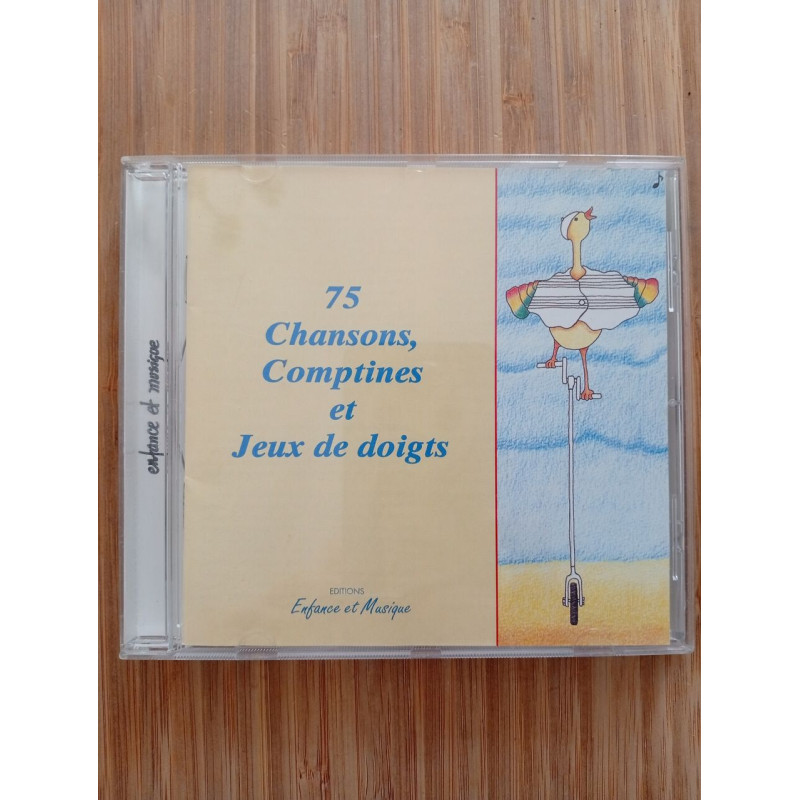 75
Chansons,
Comptines
et
Jeux de doigts
EDITIONS
Enfance et Musique
enfance et musique